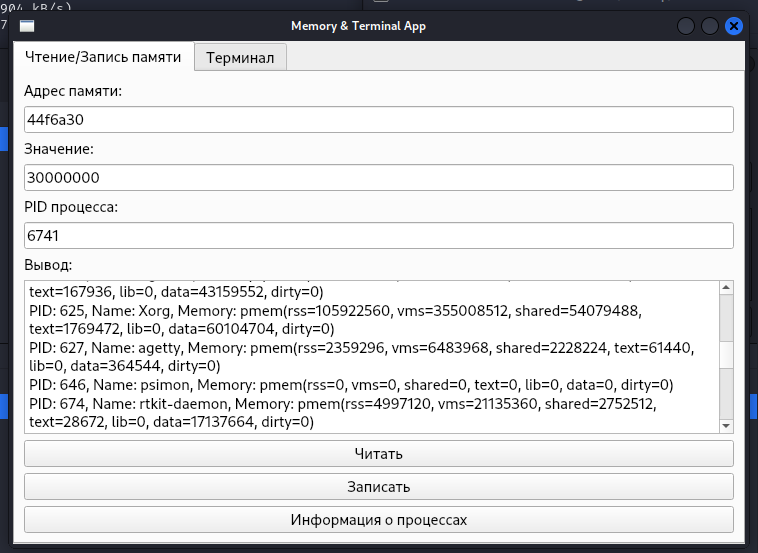 904 kB/s)
7
Memory & Terminal App
Чтение/Запись памяти
Терминал
Адрес памяти:
44f6a30
Значение:
30000000
PID процесса:
6741
Вывод:
text=167936, lib=0, data=43159552, dirty=0)
PID: 625, Name: Xorg, Memory: pmem(rss=105922560, vms=355008512, shared=54079488,
text=1769472, lib=0, data=60104704, dirty=0)
PID: 627, Name: agetty, Memory: pmem(rss=2359296, vms=6483968, shared=2228224, text=61440,
lib=0, data=364544, dirty=0)
PID: 646, Name: psimon, Memory: pmem(rss=0, vms=0, shared=0, text=0, lib=0, data=0, dirty=0)
PID: 674, Name: rtkit-daemon, Memory: pmem(rss=4997120, vms=21135360, shared=2752512,
text=28672, lib=0, data=17137664, dirty=0)
Читать
Записать
Информация о процессах